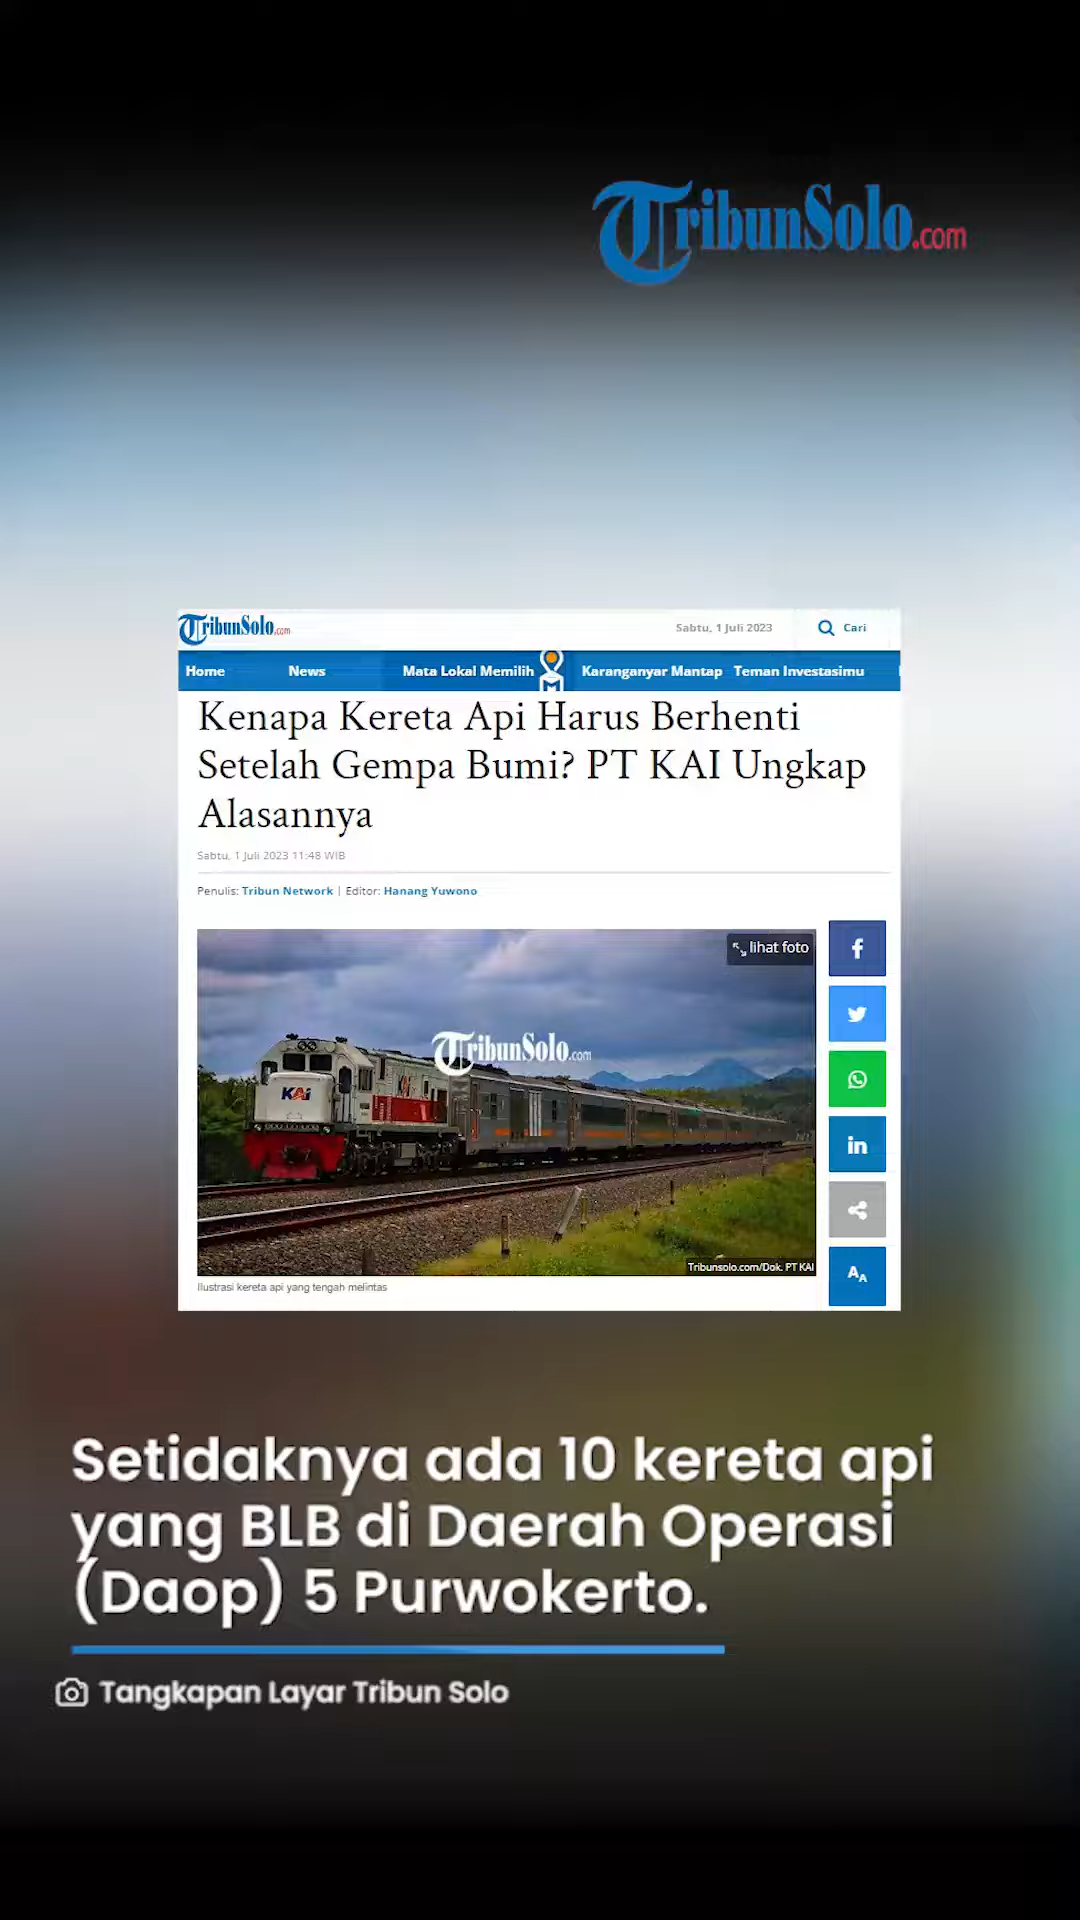 TribunSolo.com
TribunSolo.com
Sabtu, 1 Juli 2023
Cari
Home News Mata Lokal Memilih Karanganyar Mantap Teman Investasimu
Kenapa Kereta Api Harus Berhenti
Setelah Gempa Bumi? PT KAI Ungkap
Alasannya
Sabtu, 1 Juli 2023 11:48 WIB
Penulis: Tribun Network | Editor: Hanang Yuwono
lihat foto
TribunSolo.com
KAI
Tribunsolo.com/Dok. PT KAI
Ilustrasi kereta api yang tengah melintas
f
in
AA
Setidaknya ada 10 kereta api
yang BLB di Daerah Operasi
(Daop) 5 Purwokerto.
Tangkapan Layar Tribun Solo